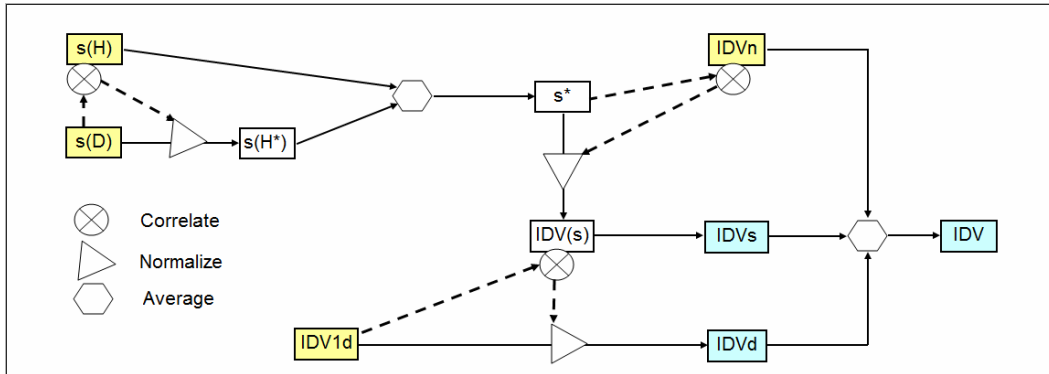 s(H)
IDVn
s*
s(D)
s(H*)
Correlate
IDV(s)
IDVs
IDV
Normalize
Average
IDV1d
IDVd